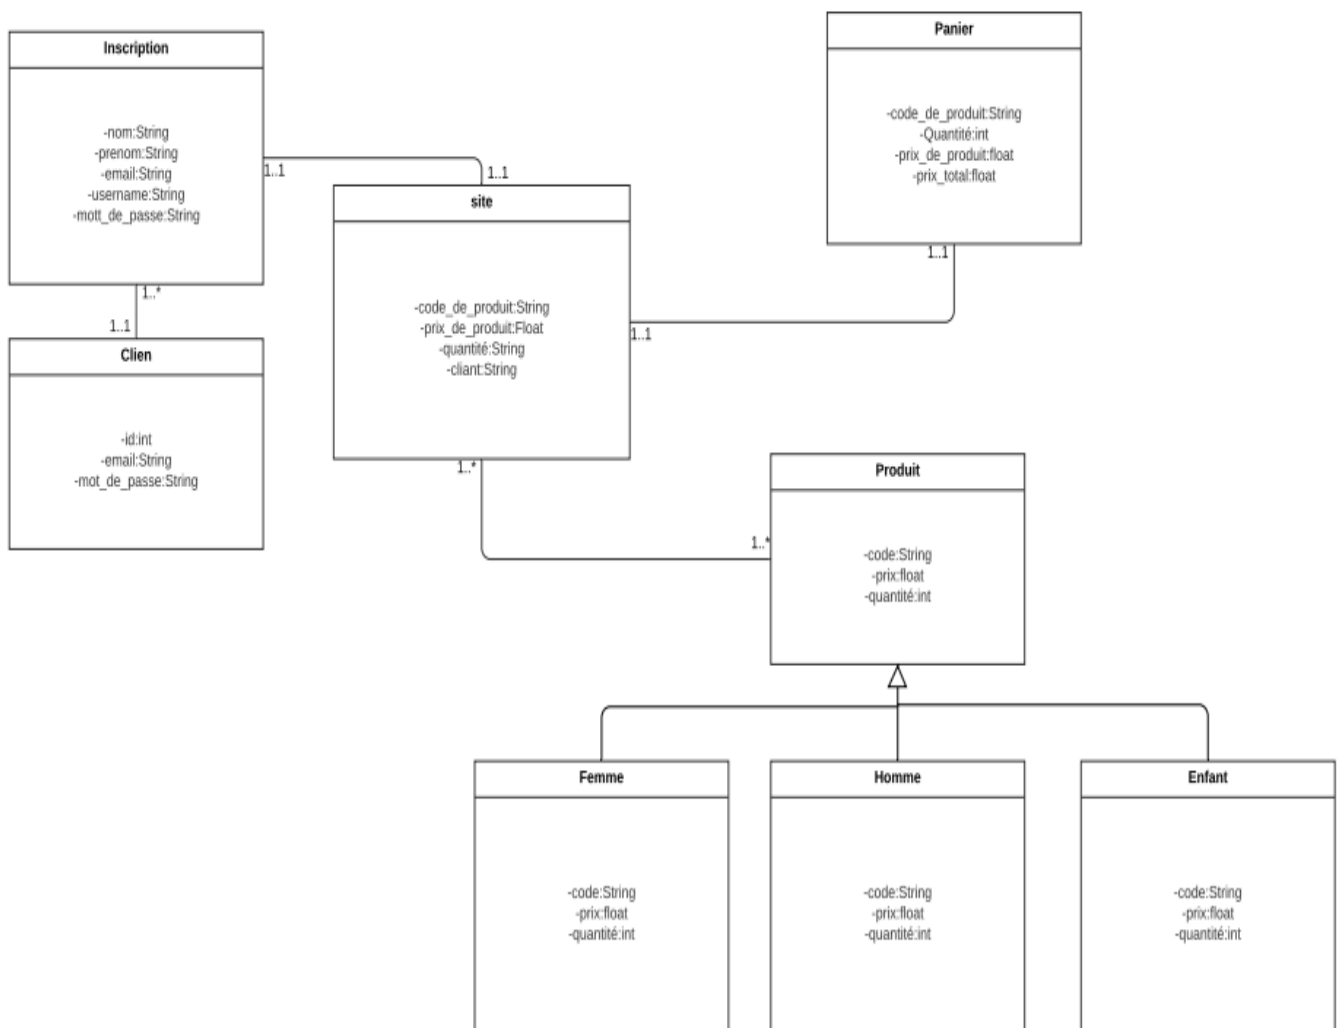 Inscription
-nom:String
-prenom:String
-email:String
-username:String
-mott_de_passe:String
1..1
1..*
1..1
Clien
-id:int
-email:String
-mot_de_passe:String
1..1
site
-code_de_produit:String
-prix_de_produit:Float
-quantité:String
-cliant:String
1..1
1..*
Panier
-code_de_produit:String
-Quantité:int
-prix_de_produit:float
-prix_total:float
1..1
1..*
Produit
-code:String
-prix:float
-quantité:int
Femme
-code:String
-prix:float
-quantité:int
Homme
-code:String
-prix:float
-quantité:int
Enfant
-code:String
-prix:float
-quantité:int